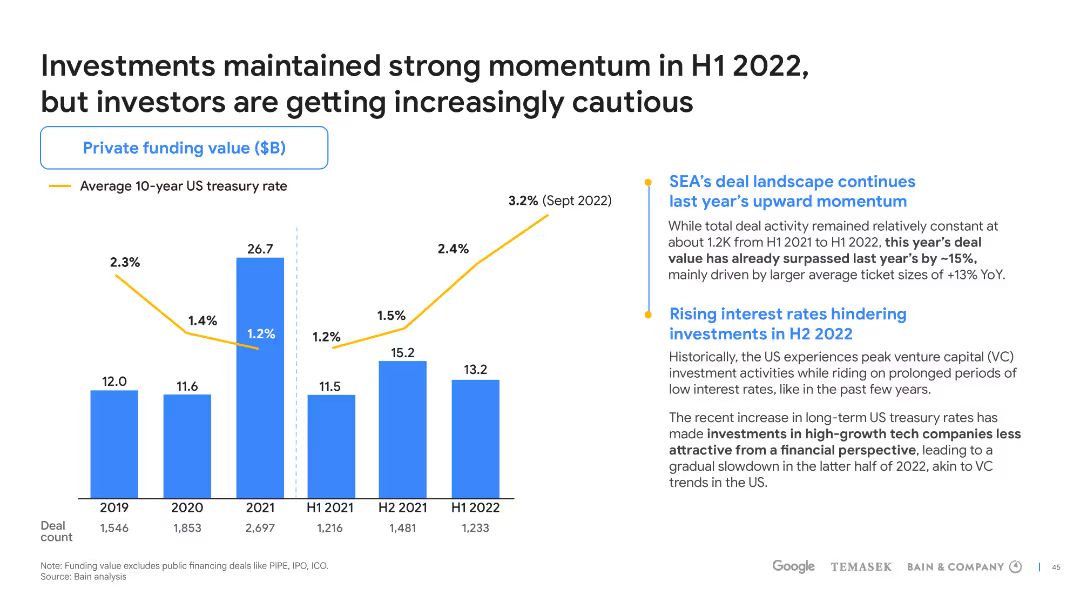 Investments maintained strong momentum in H1 2022,
but investors are getting increasingly cautious
Private funding value ($B)
Average 10-year US treasury rate
3.2% (Sept 2022)
2.3%
1.4%
26.7
1.2%
1.2%
1.5%
2.4%
12.0
11.6
11.5
15.2
13.2
2019 2020 2021 H1 2021 H2 2021 H1 2022
Deal
count
1,546 1,853 2,697 1,216 1,481 1,233
SEA's deal landscape continues
last year's upward momentum
While total deal activity remained relatively constant at
about 1.2K from H1 2021 to H1 2022, this year's deal
value has already surpassed last year's by ~15%,
mainly driven by larger average ticket sizes of +13% YoY.
Rising interest rates hindering
investments in H2 2022
Historically, the US experiences peak venture capital (VC)
investment activities while riding on prolonged periods of
low interest rates, like in the past few years.
The recent increase in long-term US treasury rates has
made investments in high-growth tech companies less
attractive from a financial perspective, leading to a
gradual slowdown in the latter half of 2022, akin to VC
trends in the US.
Note: Funding value excludes public financing deals like PIPE, IPO, ICO.
Source: Bain analysis
Google TEMASEK BAIN & COMPANY | 45